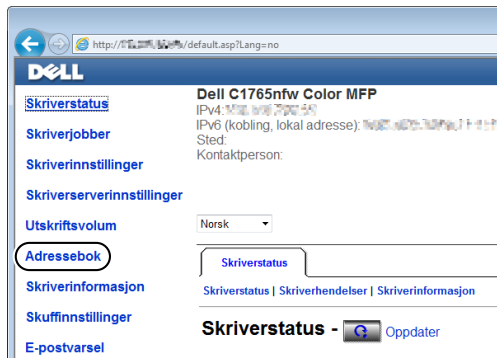 http:// /default.asp?Lang=no
DELL
Dell C1765nfw Color MFP
IPv4:
IPv6 (kobling, lokal adresse):
Sted:
Kontaktperson:
Skriverstatus
Skriverjobber
Skriverinnstillinger
Skriverserverinnstillinger
Utskriftsvolum
Adressebok
Skriverinformasjon
Skuffinnstillinger
E-postvarsel
Norsk
Skriverstatus
Skriverstatus | Skriverhendelser | Skriverinformasjon
Skriverstatus - Oppdater